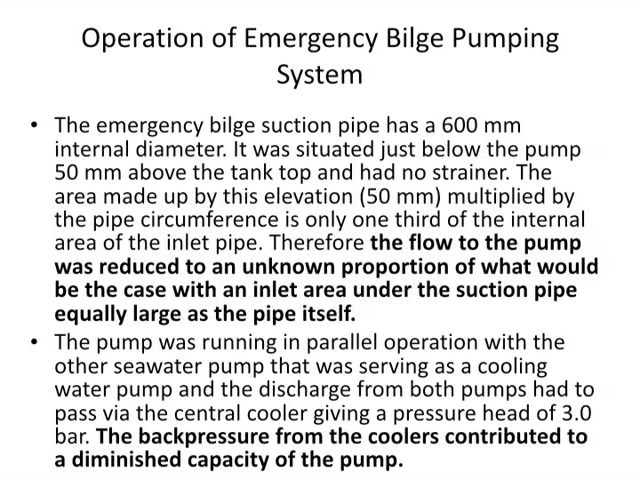 Operation of Emergency Bilge Pumping
System
• The emergency bilge suction pipe has a 600 mm
internal diameter. It was situated just below the pump
50 mm above the tank top and had no strainer. The
area made up by this elevation (50 mm) multiplied by
the pipe circumference is only one third of the internal
area of the inlet pipe. Therefore the flow to the pump
was reduced to an unknown proportion of what would
be the case with an inlet area under the suction pipe
equally large as the pipe itself.
• The pump was running in parallel operation with the
other seawater pump that was serving as a cooling
water pump and the discharge from both pumps had to
pass via the central cooler giving a pressure head of 3.0
bar. The backpressure from the coolers contributed to
a diminished capacity of the pump.